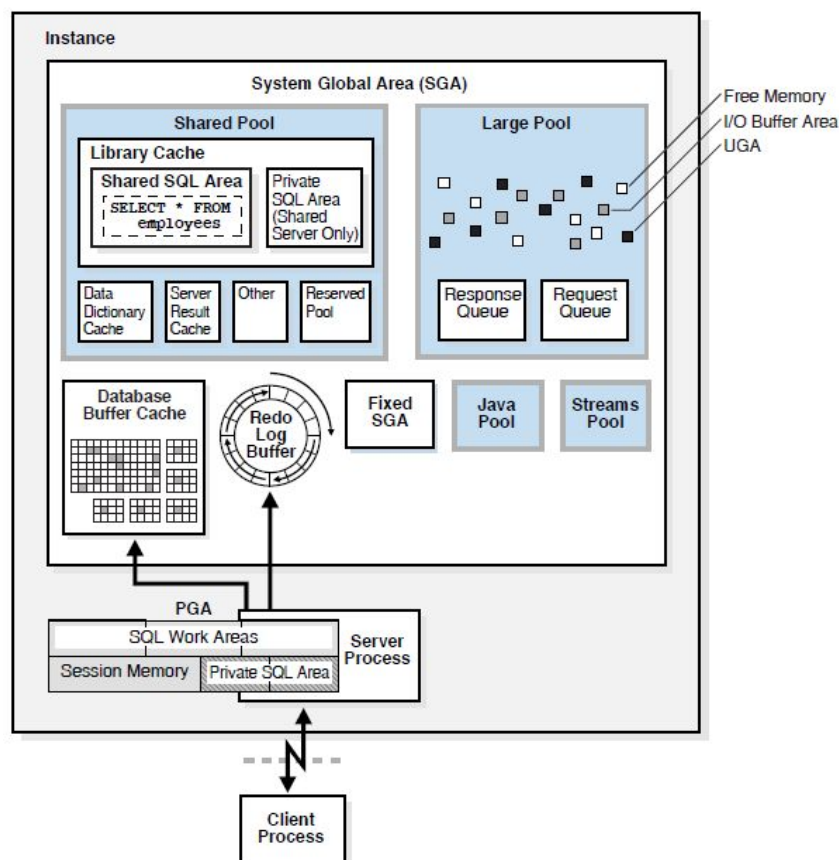 Instance
System Global Area (SGA)
Shared Pool
Library Cache
Shared SQL Area
SELECT * FROM
employees
Private
SQL Area
(Shared
Server Only)
Data
Dictionary
Cache
Server
Result
Cache
Other
Reserved
Pool
Large Pool
Response
Queue
Request
Queue
Free Memory
I/O Buffer Area
UGA
Database
Buffer Cache
Redo
Log
Buffer
Fixed
SGA
Java
Pool
Streams
Pool
PGA
SQL Work Areas
Session Memory
Private SQL Area
Server
Process
Client
Process